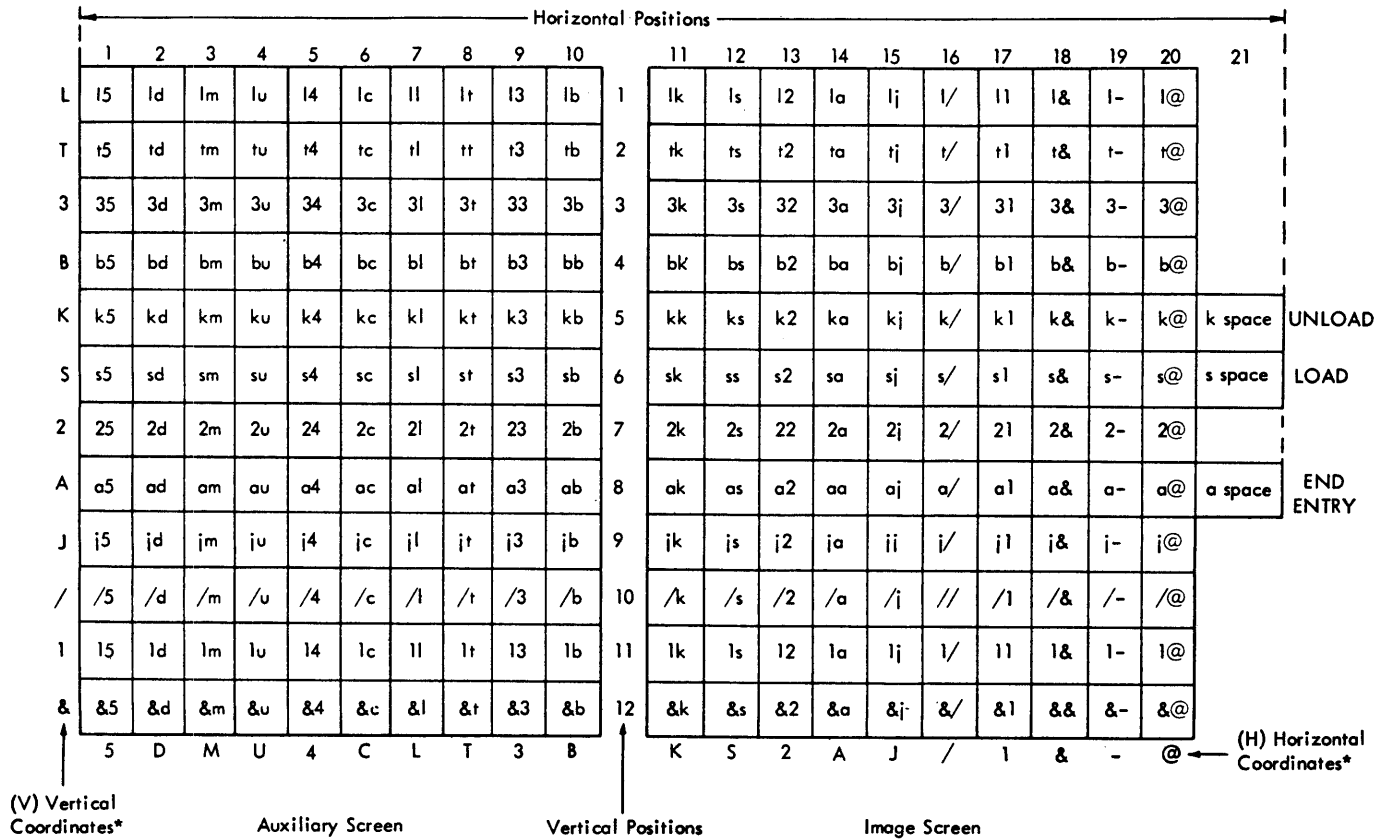 Horizontal Positions
1 2 3 4 5 6 7 8 9 10 11 12 13 14 15 16 17 18 19 20 21
L l5 ld lm lu l4 lc ll lt l3 lb 1 lk ls l2 la lj l/ l1 l& l- l@
T t5 td tm tu t4 tc tl tt t3 tb 2 tk ts t2 ta tj t/ t1 t& t- t@
3 35 3d 3m 3u 34 3c 3l 3t 33 3b 3 3k 3s 32 3a 3j 3/ 31 3& 3- 3@
B b5 bd bm bu b4 bc bl bt b3 bb 4 bk bs b2 ba bj b/ b1 b& b- b@
K k5 kd km ku k4 kc kl kt k3 kb 5 kk ks k2 ka kj k/ k1 k& k- k@ k space UNLOAD
S s5 sd sm su s4 sc sl st s3 sb 6 sk ss s2 sa sj s/ s1 s& s- s@ s space LOAD
2 25 2d 2m 2u 24 2c 2l 2t 23 2b 7 2k 2s 22 2a 2j 2/ 21 2& 2- 2@
A a5 ad am au a4 ac al at a3 ab 8 ak as a2 aa aj a/ a1 a& a- a@ a space END ENTRY
J j5 jd jm ju j4 jc jl jt j3 jb 9 jk js j2 ja jj j/ j1 j& j- j@
/ /5 /d /m /u /4 /c /l /t /3 /b 10 /k /s /2 /a /j // /1 /& /- /@
1 15 1d 1m 1u 14 1c 1l 1t 13 1b 11 1k 1s 12 1a 1j 1/ 11 1& 1- 1@
& &5 &d &m &u &4 &c &l &t &3 &b 12 &k &s &2 &a &j &/ &1 && &- &@
5 D M U 4 C L T 3 B K S 2 A J / 1 & - @
(H) Horizontal
Coordinates*
(V) Vertical
Coordinates*
Auxiliary Screen
Vertical Positions
Image Screen